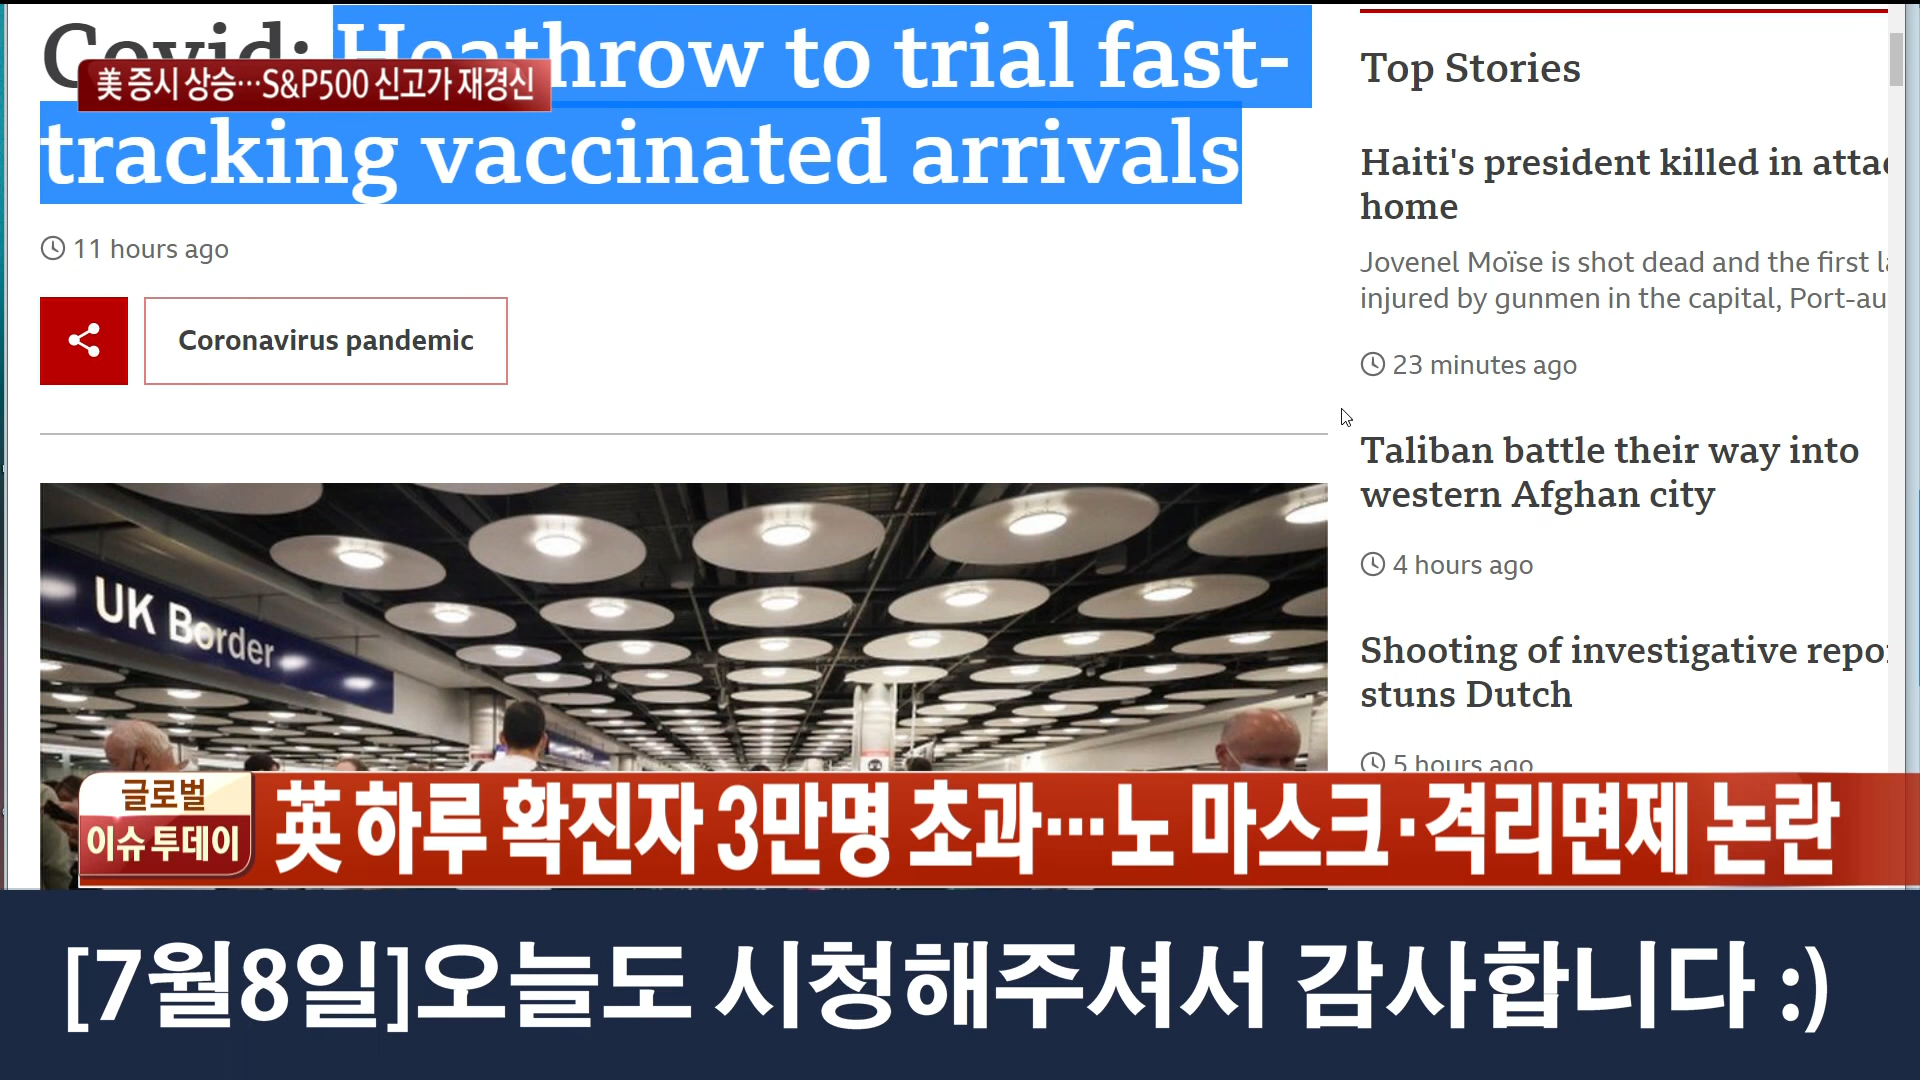 Covid: Heathrow to trial fast-
tracking vaccinated arrivals
美 증시 상승…S&P500 신고가 재경신
11 hours ago
Coronavirus pandemic
UK Border
Top Stories
Haiti's president killed in
home
Jovenel Moïse is shot dead and the first
injured by gunmen in the capital,
23 minutes ago
Taliban battle their way into
western Afghan city
4 hours ago
Shooting of investigative
stuns Dutch
5 hours ago
글로벌
이슈 투데이
英 하루 확진자 3만명 초과…노 마스크·격리면제 논란
[7월8일]오늘도 시청해주셔서 감사합니다 :)